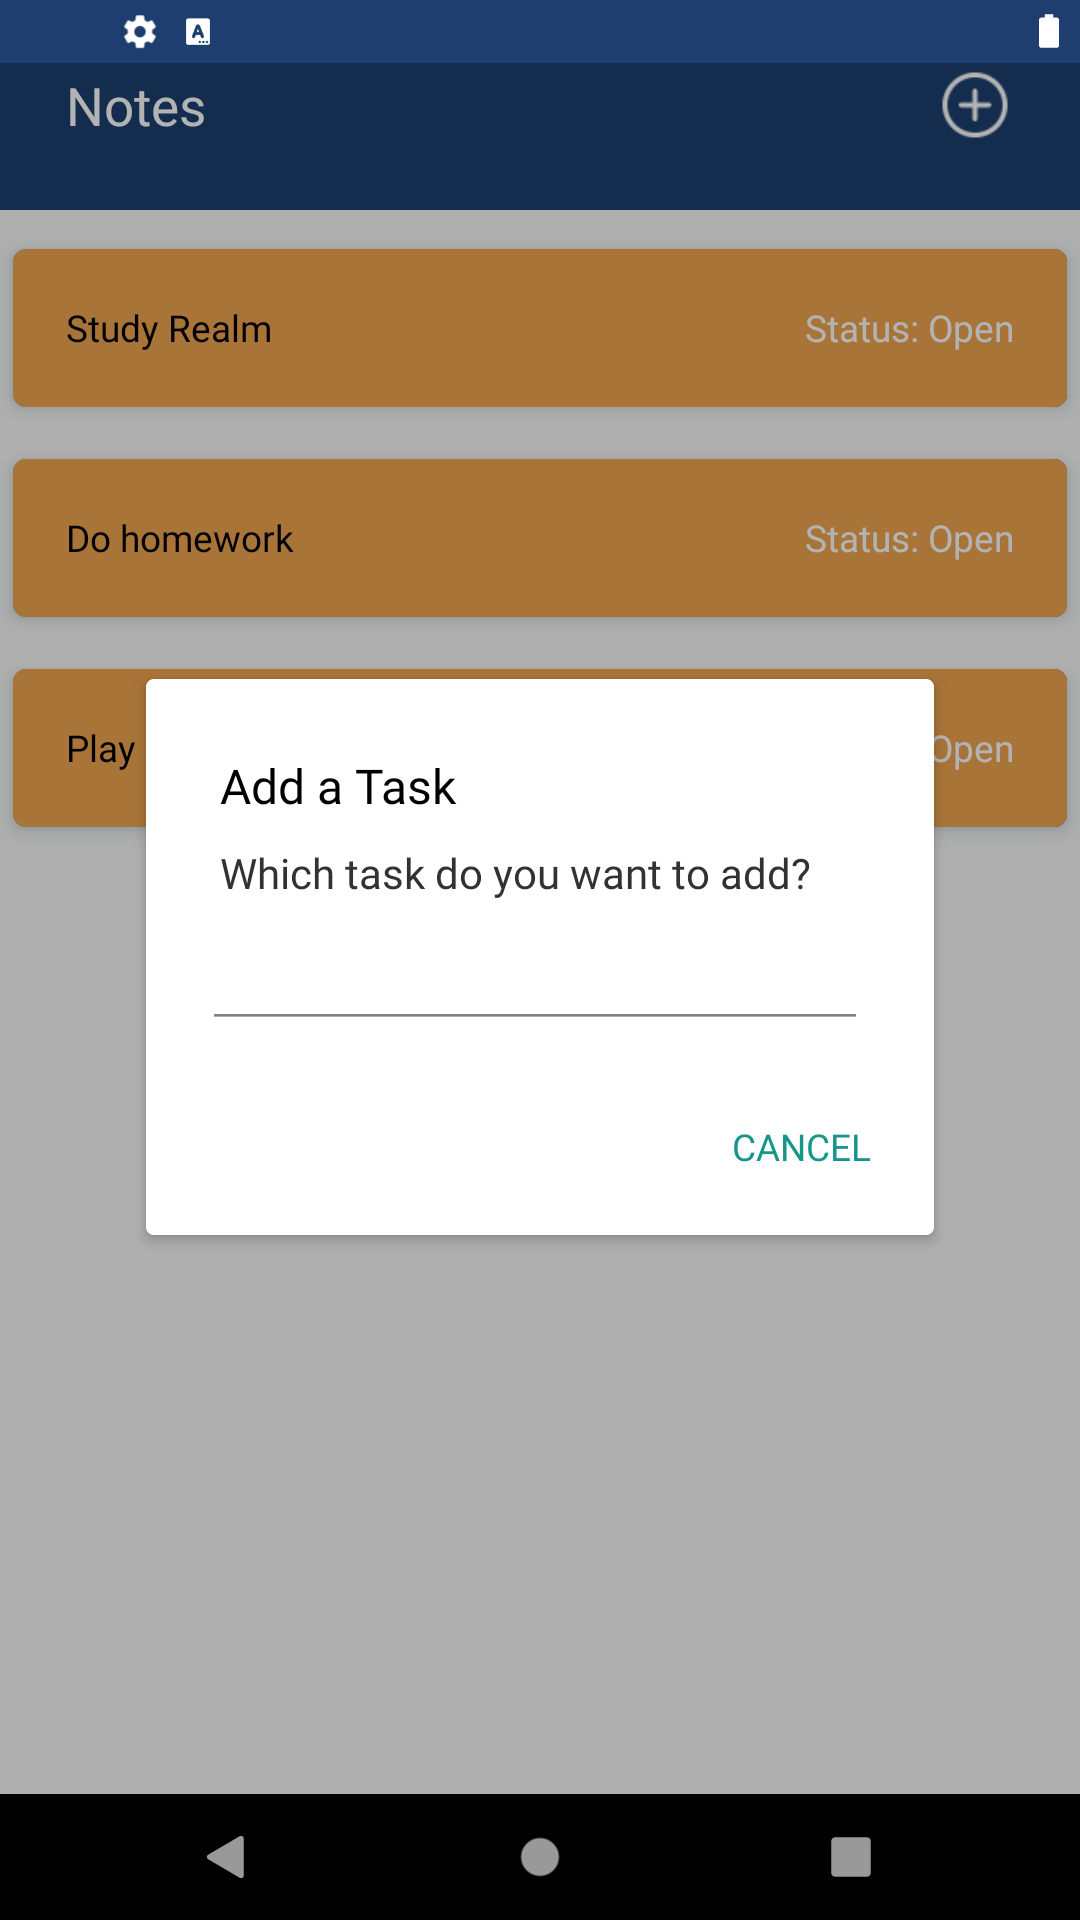 Notes
Study Realm Status: Open
Do homework Status: Open
Play Open
Add a Task
Which task do you want to add?
CANCEL